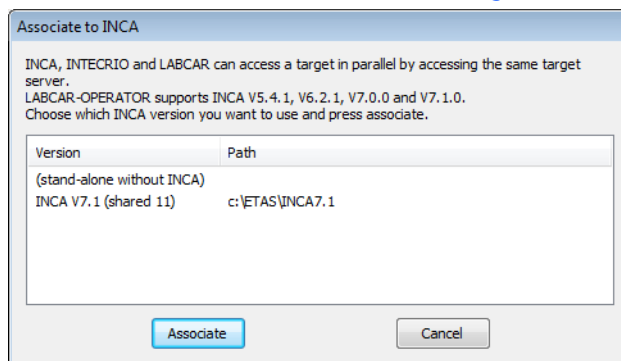 Associate to INCA
INCA, INTECRIO and LABCAR can access a target in parallel by accessing the same target
server.
LABCAR-OPERATOR supports INCA V5.4.1, V6.2.1, V7.0.0 and V7.1.0.
Choose which INCA version you want to use and press associate.
Version Path
(stand-alone without INCA)
INCA V7.1 (shared 11) c:\ETAS\INCA7.1
Associate Cancel